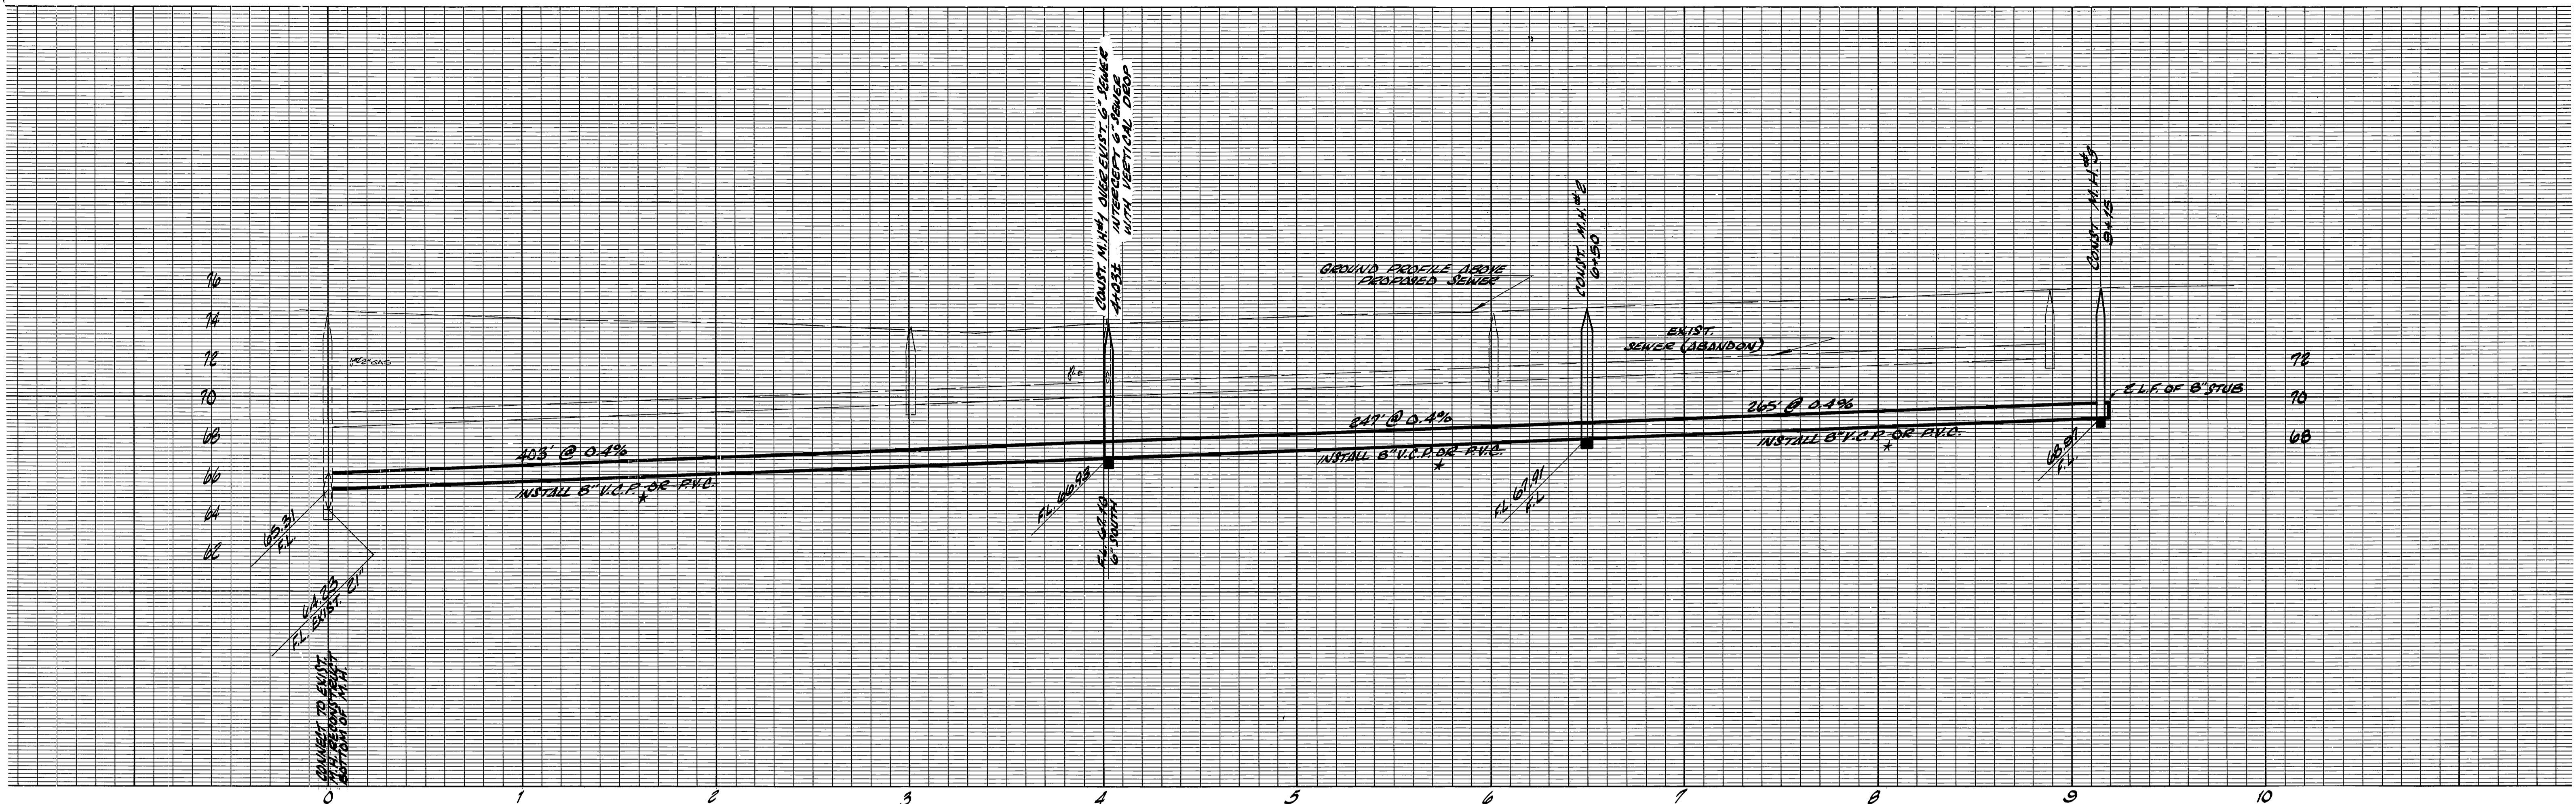 CONST. M.H.#1 OVER EXIST. 6" SEWER
4+03±
INTERCEPT 6" SEWER
WITH VERTICAL DROP
CONST. M.H.#2
6+50
CONST. M.H.#3
9+15
GROUND PROFILE ABOVE
PROPOSED SEWER
EXIST.
SEWER (ABANDON)
76
74
72
70
68
66
64
62
72
70
68
GAS
2 L.F. OF 8" STUB
403' @ 0.4%
247' @ 0.4%
265' @ 0.4%
INSTALL 8" V.C.P. OR P.V.C.
*
INSTALL 8" V.C.P. OR P.V.C.
*
INSTALL 8" V.C.P. OR P.V.C.
*
65.31
F.L.
64.23
F.L. EXIST. 21"
F.L. 66.93
F.L. 69.40
6" SOUTH
F.L. 67.91
F.L.
68.97
F.L.
CONNECT TO EXIST.
M.H. RECONSTRUCT
BOTTOM OF M.H.
0 1 2 3 4 5 6 7 8 9 10